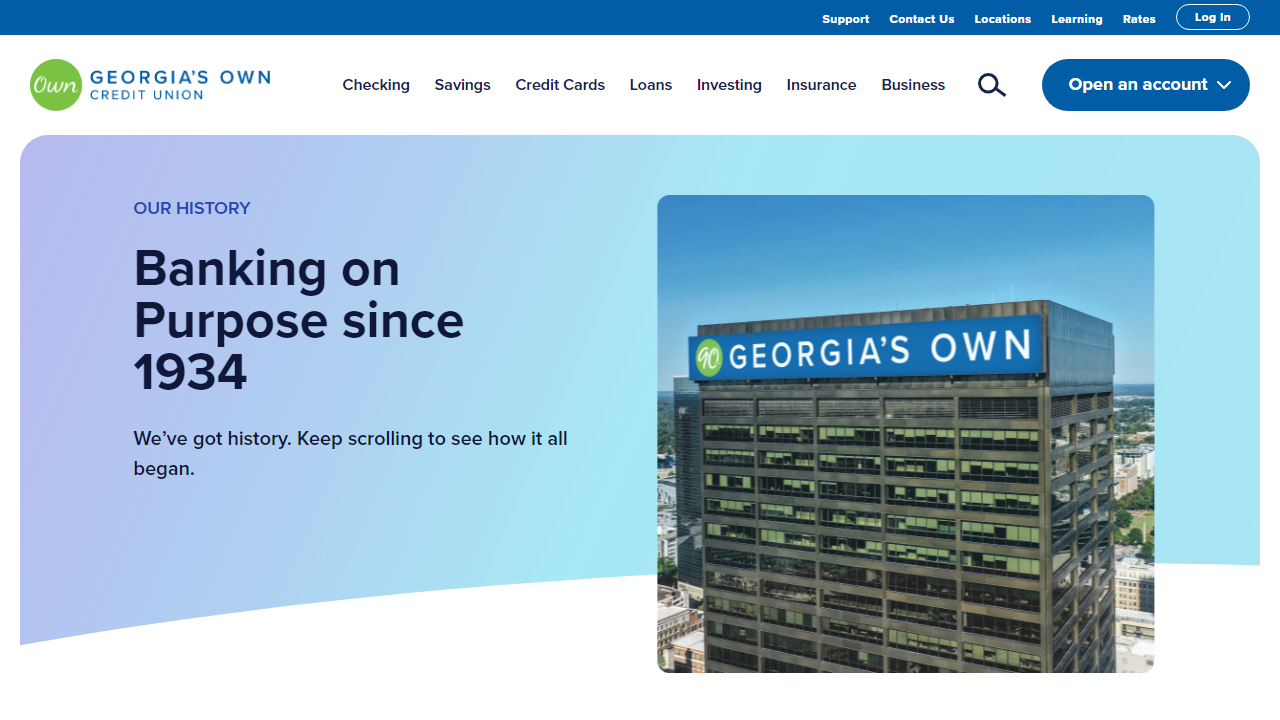 Support Contact Us Locations Learning Rates Log In
Own GEORGIA'S OWN
CREDIT UNION
Checking Savings Credit Cards Loans Investing Insurance Business Open an account
OUR HISTORY
Banking on
Purpose since
1934
We’ve got history. Keep scrolling to see how it all
began.
90 GEORGIA'S OWN